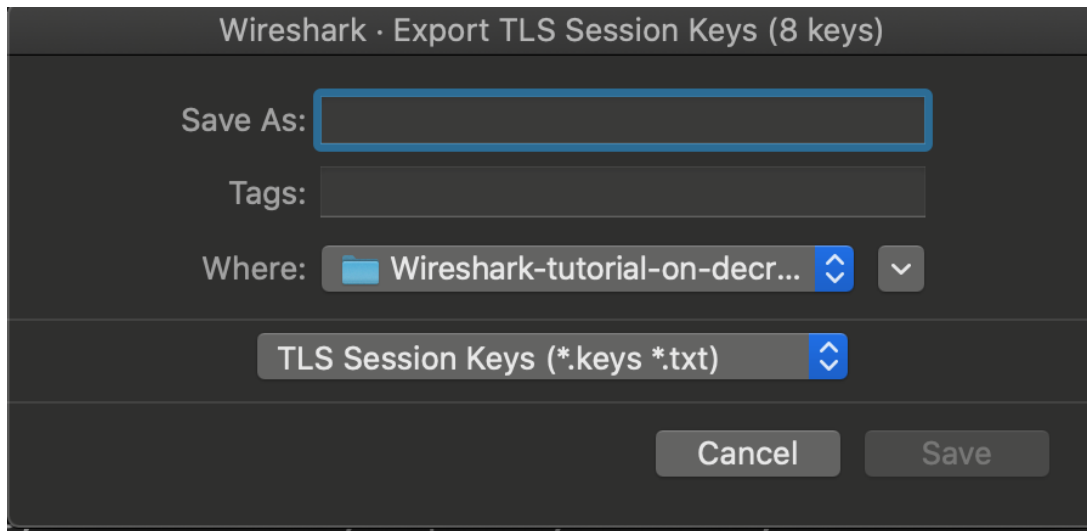 Wireshark · Export TLS Session Keys (8 keys)
Save As:
Tags:
Where: Wireshark-tutorial-on-decr...
TLS Session Keys (*.keys *.txt)
Cancel Save